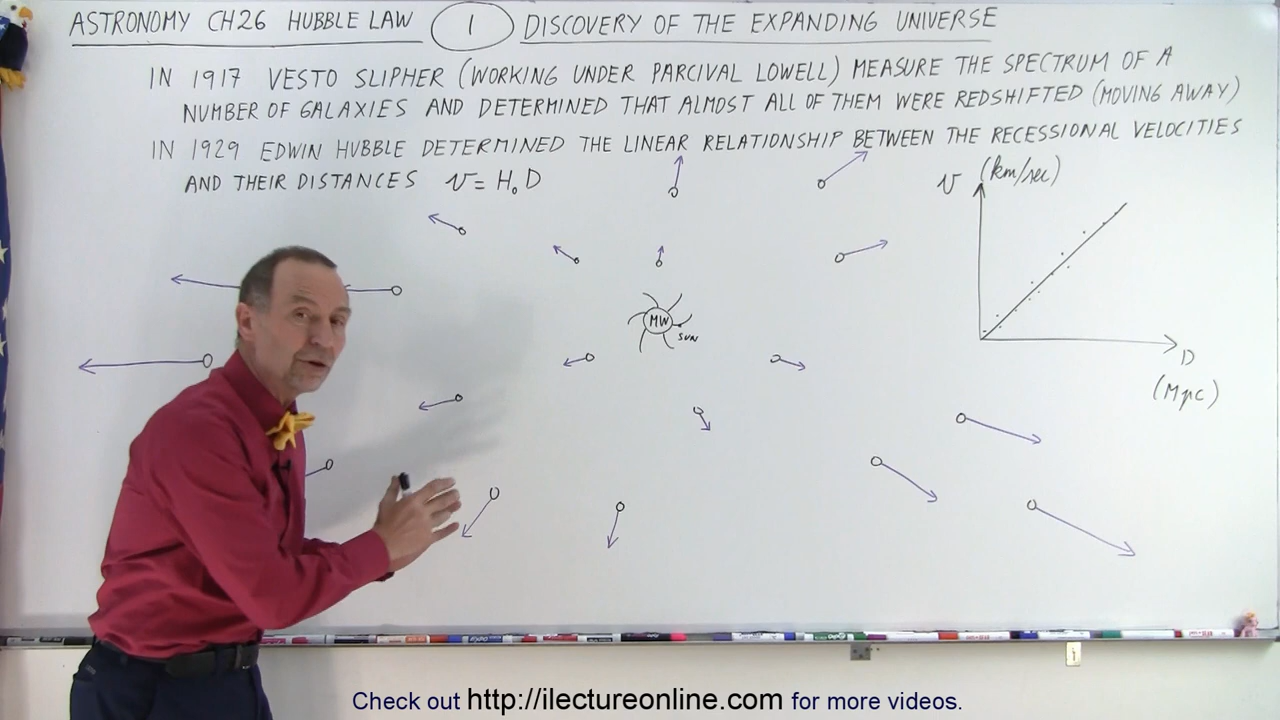 ASTRONOMY CH26 HUBBLE LAW 1 DISCOVERY OF THE EXPANDING UNIVERSE
IN 1917 VESTO SLIPHER (WORKING UNDER PARCIVAL LOWELL) MEASURE THE SPECTRUM OF A
NUMBER OF GALAXIES AND DETERMINED THAT ALMOST ALL OF THEM WERE REDSHIFTED (MOVING AWAY)
IN 1929 EDWIN HUBBLE DETERMINED THE LINEAR RELATIONSHIP BETWEEN THE RECESSIONAL VELOCITIES
AND THEIR DISTANCES v = H₀ D
v (km/sec)
MW
SUN
D
(Mpc)
Check out http://ilectureonline.com for more videos.